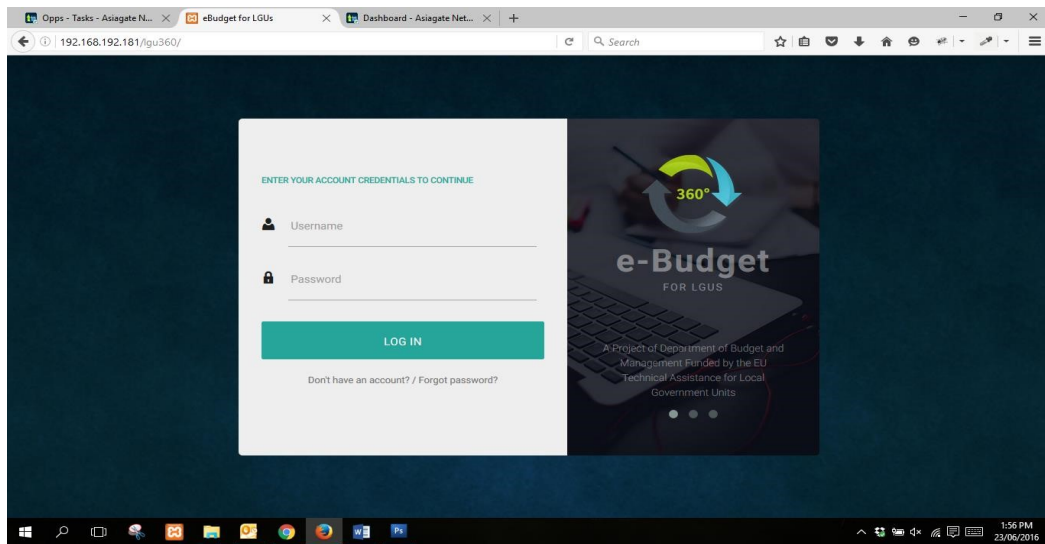 Opps - Tasks - Asiagate N...
eBudget for LGUs
Dashboard - Asiagate Net...
192.168.192.181/lgu360/
Search
ENTER YOUR ACCOUNT CREDENTIALS TO CONTINUE
Username
Password
LOG IN
Don't have an account? / Forgot password?
360°
e-Budget
FOR LGUS
A Project of Department of Budget and
Management Funded by the EU
Technical Assistance for Local
Government Units
Ps
1:56 PM
23/06/2016